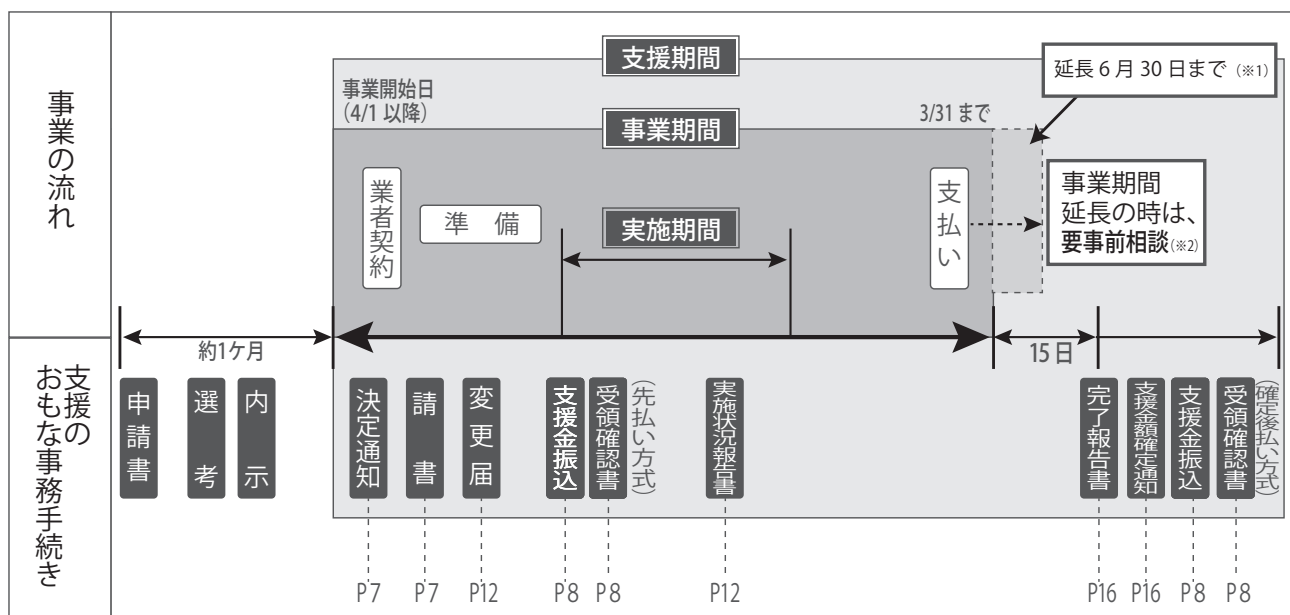 事業の流れ
支援期間
延長6月30日まで（※1）
事業開始日
（4/1以降）
事業期間
3/31まで
業者契約
準　備
実施期間
支払い
事業期間
延長の時は、
要事前相談（※2）
約1ケ月
15日
支援の
おもな事務手続き
申請書
選考
内示
決定通知
請書
変更届
支援金振込
受領確認書
（先払い方式）
実施状況報告書
完了報告書
支援金額確定通知
支援金振込
受領確認書
（確定後払い方式）
P7
P7
P12
P8
P8
P12
P16
P16
P8
P8